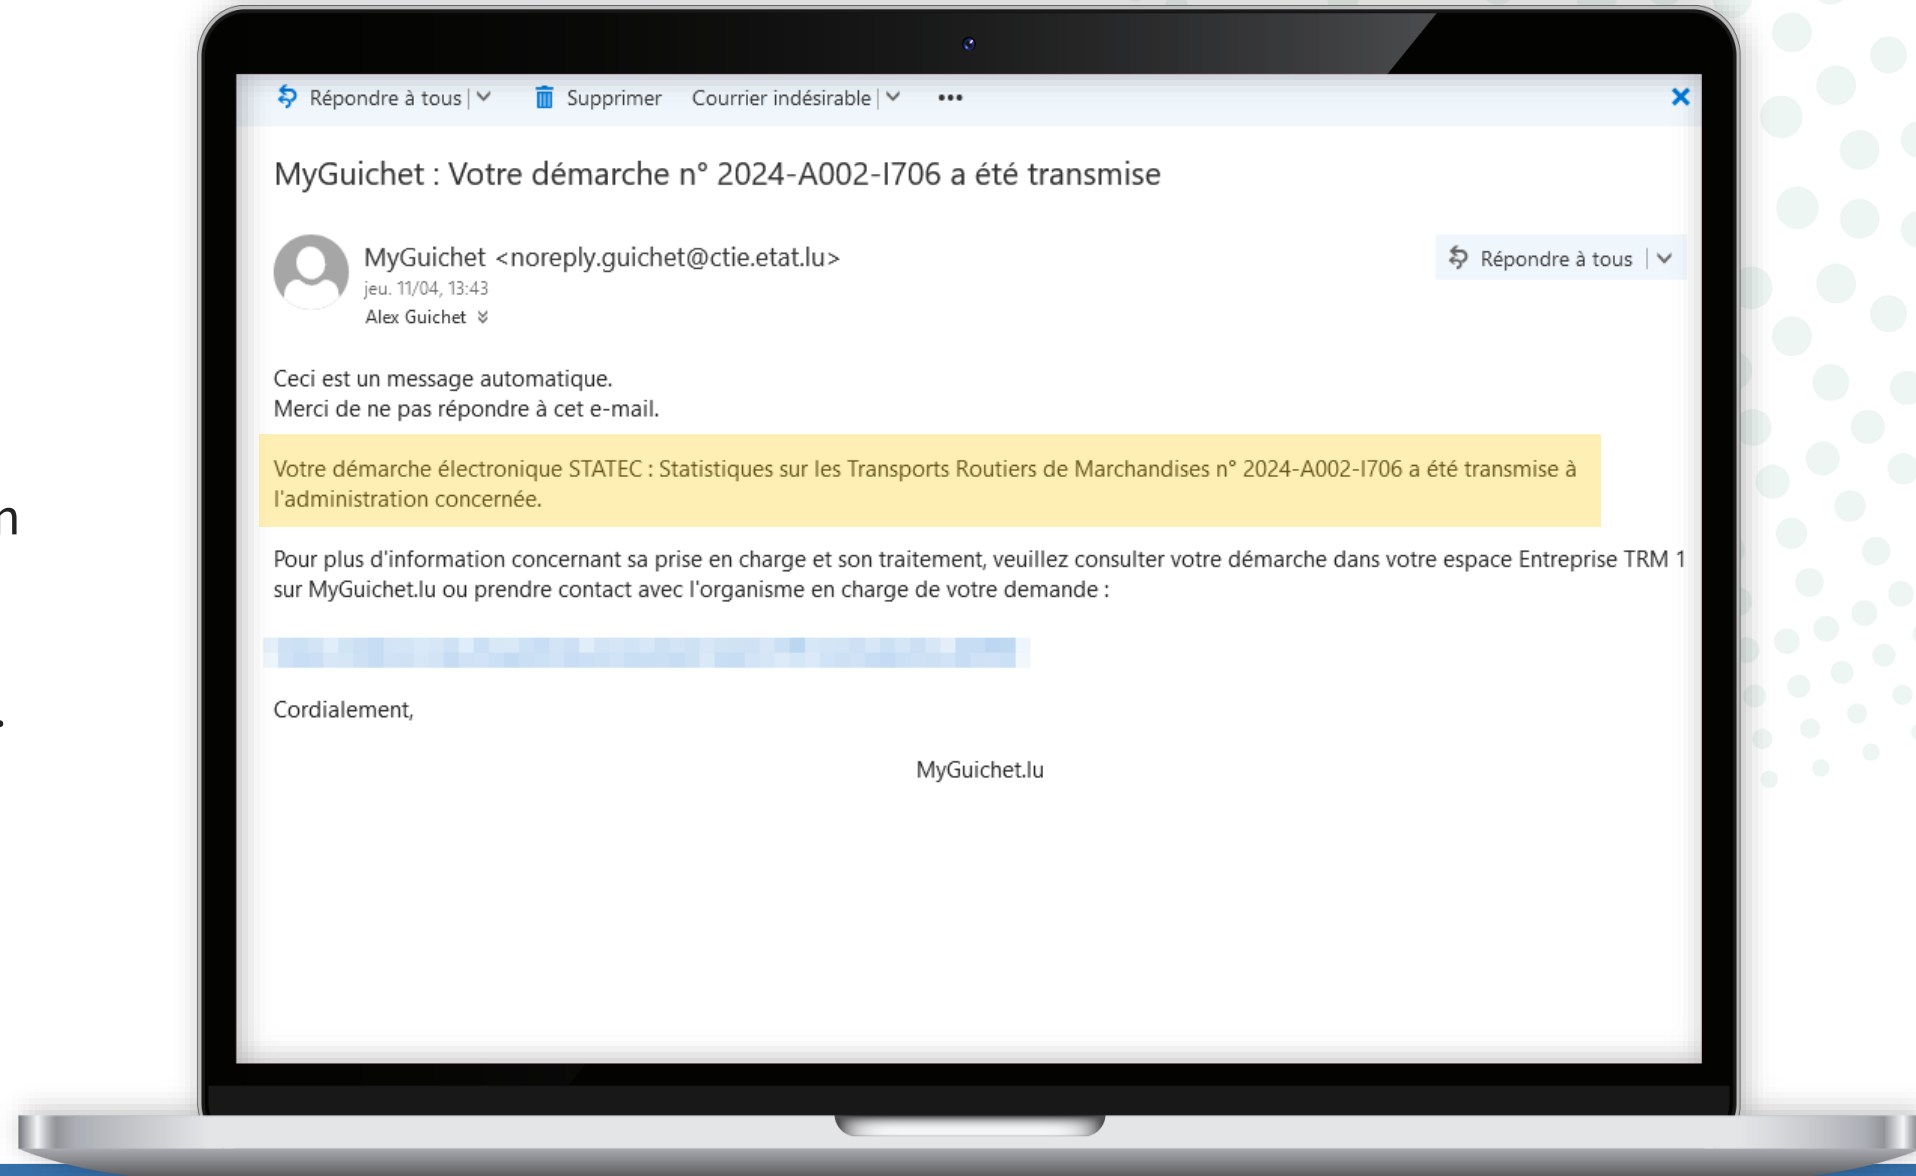 Répondre à tous
Supprimer
Courrier indésirable
MyGuichet : Votre démarche n° 2024-A002-I706 a été transmise
MyGuichet <noreply.guichet@ctie.etat.lu>
Répondre à tous
jeu. 11/04, 13:43
Alex Guichet
Ceci est un message automatique.
Merci de ne pas répondre à cet e-mail.
Votre démarche électronique STATEC : Statistiques sur les Transports Routiers de Marchandises n° 2024-A002-I706 a été transmise à
l'administration concernée.
Pour plus d'information concernant sa prise en charge et son traitement, veuillez consulter votre démarche dans votre espace Entreprise TRM 1
sur MyGuichet.lu ou prendre contact avec l'organisme en charge de votre demande :
Cordialement,
MyGuichet.lu